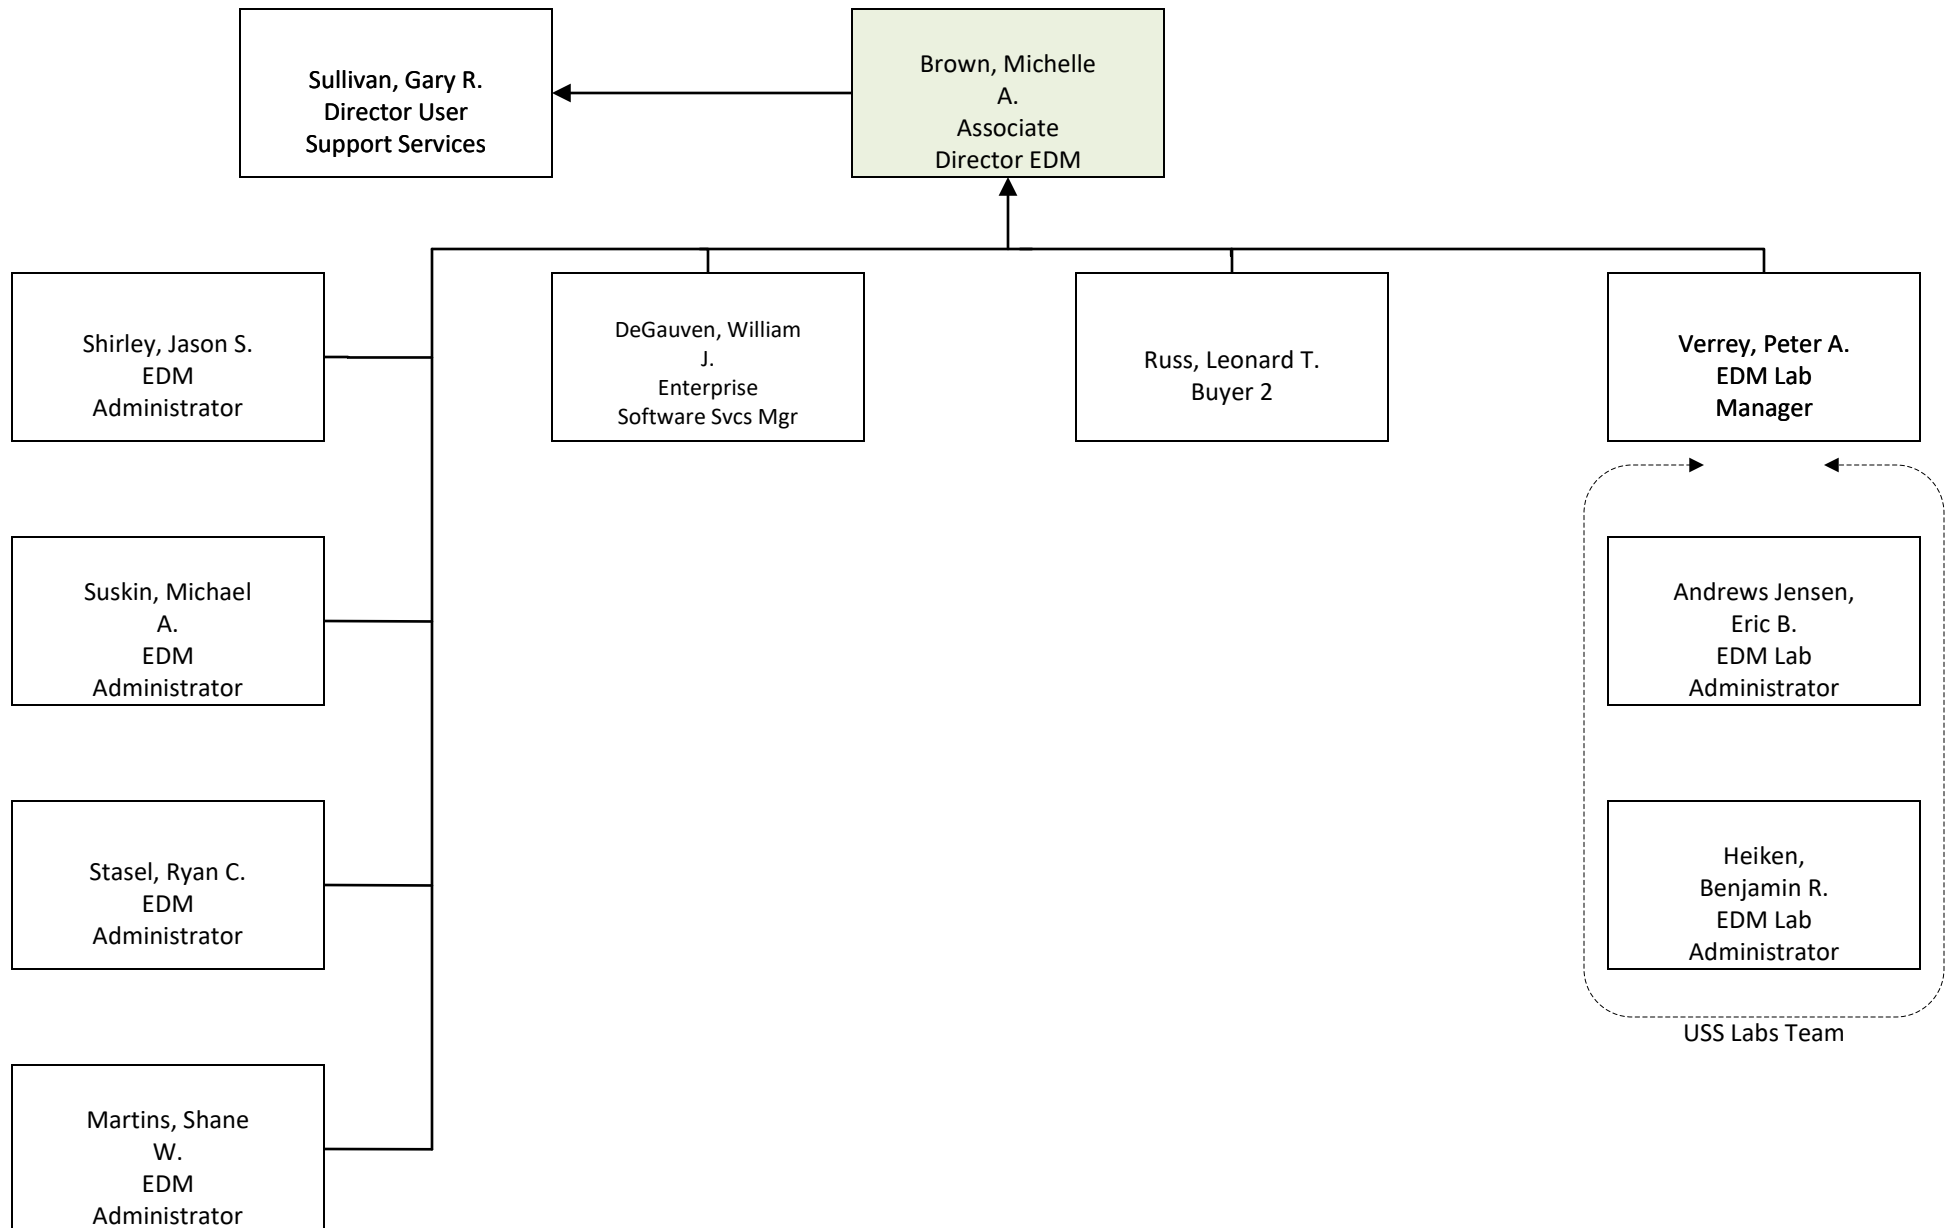 Sullivan, Gary R.
Director User
Support Services
Brown, Michelle
A.
Associate
Director EDM
Shirley, Jason S.
EDM
Administrator
DeGauven, William
J.
Enterprise
Software Svcs Mgr
Russ, Leonard T.
Buyer 2
Verrey, Peter A.
EDM Lab
Manager
Suskin, Michael
A.
EDM
Administrator
Andrews Jensen,
Eric B.
EDM Lab
Administrator
Stasel, Ryan C.
EDM
Administrator
Heiken,
Benjamin R.
EDM Lab
Administrator
USS Labs Team
Martins, Shane
W.
EDM
Administrator